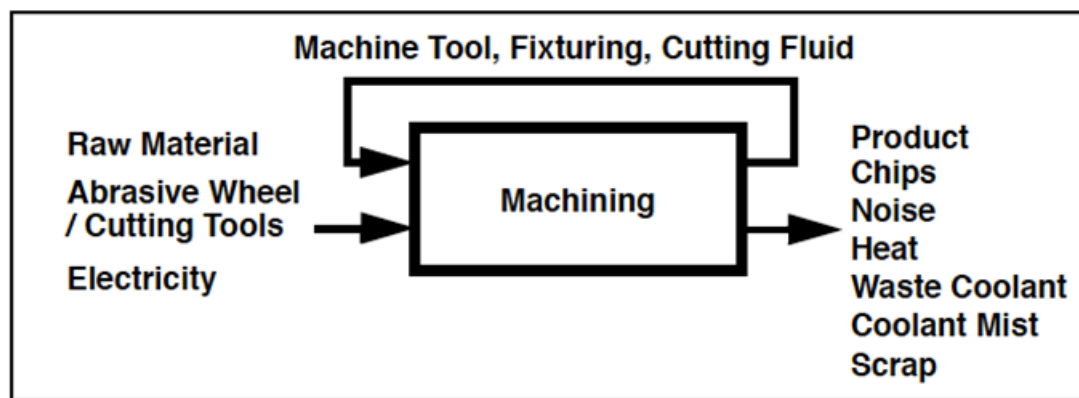 Machine Tool, Fixturing, Cutting Fluid
Raw Material
Abrasive Wheel
/ Cutting Tools
Electricity
Machining
Product
Chips
Noise
Heat
Waste Coolant
Coolant Mist
Scrap